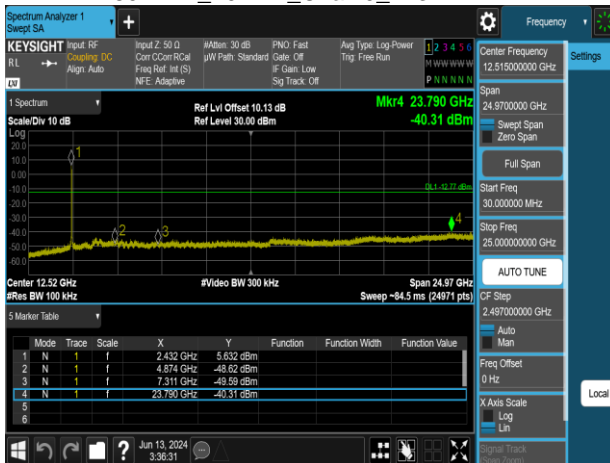 Spectrum Analyzer 1
Swept SA
Frequency
KEYSIGHT
Input: RF
Coupling: DC
Align: Auto
Input Z: 50 Ω
Corr CCorr RCal
Freq Ref: Int (S)
NFE: Adaptive
#Atten: 30 dB
µW Path: Standard
PNO: Fast
Gate: Off
IF Gain: Low
Sig Track: Off
Avg Type: Log-Power
Trig: Free Run
1 2 3 4 5 6
M W W W W W
P N N N N N
RL
LXI
1 Spectrum
Scale/Div 10 dB
Ref Lvl Offset 10.13 dB
Ref Level 30.00 dBm
Mkr4 23.790 GHz
-40.31 dBm
Log
20.0
10.0
0.00
-10.0
-20.0
-30.0
-40.0
-50.0
-60.0
1
2
3
4
DL1 -12.77 dBm
Center 12.52 GHz
#Res BW 100 kHz
#Video BW 300 kHz
Span 24.97 GHz
Sweep ~84.5 ms (24971 pts)
5 Marker Table
Mode Trace Scale X Y Function Function Width Function Value
1 N 1 f 2.432 GHz 5.632 dBm
2 N 1 f 4.874 GHz -48.62 dBm
3 N 1 f 7.311 GHz -49.59 dBm
4 N 1 f 23.790 GHz -40.31 dBm
5
6
Jun 13, 2024
3:36:31
Center Frequency
12.515000000 GHz
Settings
Span
24.9700000 GHz
Swept Span
Zero Span
Full Span
Start Freq
30.000000 MHz
Stop Freq
25.000000000 GHz
AUTO TUNE
CF Step
2.497000000 GHz
Auto
Man
Freq Offset
0 Hz
Local
X Axis Scale
Log
Lin
Signal Track
(Span Zoom)